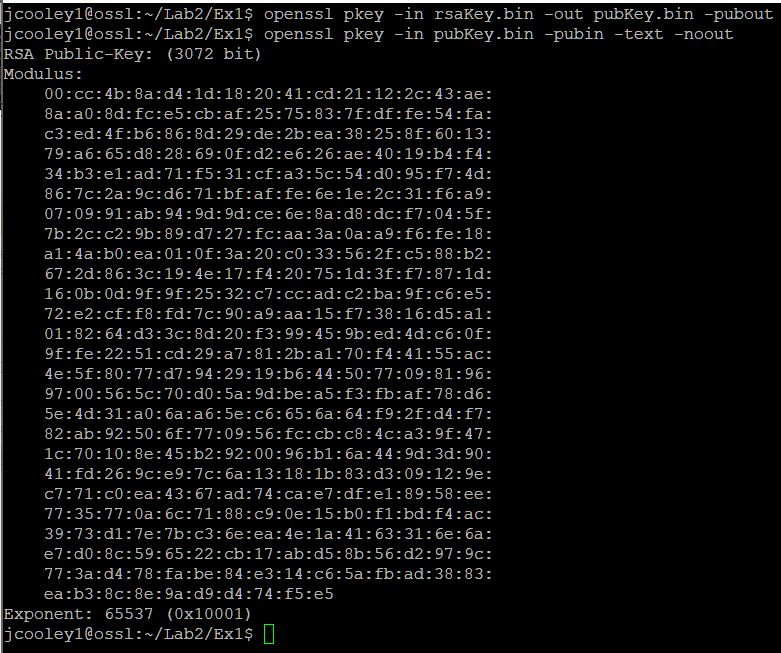 jcooley1@ossl:~/Lab2/Ex1$ openssl pkey -in rsaKey.bin -out pubKey.bin -pubout
jcooley1@ossl:~/Lab2/Ex1$ openssl pkey -in pubKey.bin -pubin -text -noout
RSA Public-Key: (3072 bit)
Modulus:
    00:cc:4b:8a:d4:1d:18:20:41:cd:21:12:2c:43:ae:
    8a:a0:8d:fc:e5:cb:af:25:75:83:7f:df:fe:54:fa:
    c3:ed:4f:b6:86:8d:29:de:2b:ea:38:25:8f:60:13:
    79:a6:65:d8:28:69:0f:d2:e6:26:ae:40:19:b4:f4:
    34:b3:e1:ad:71:f5:31:cf:a3:5c:54:d0:95:f7:4d:
    86:7c:2a:9c:d6:71:bf:af:fe:6e:1e:2c:31:f6:a9:
    07:09:91:ab:94:9d:9d:ce:6e:8a:d8:dc:f7:04:5f:
    7b:2c:c2:9b:89:d7:27:fc:aa:3a:0a:a9:f6:fe:18:
    a1:4a:b0:ea:01:0f:3a:20:c0:33:56:2f:c5:88:b2:
    67:2d:86:3c:19:4e:17:f4:20:75:1d:3f:f7:87:1d:
    16:0b:0d:9f:9f:25:32:c7:cc:ad:c2:ba:9f:c6:e5:
    72:e2:cf:f8:fd:7c:90:a9:aa:15:f7:38:16:d5:a1:
    01:82:64:d3:3c:8d:20:f3:99:45:9b:ed:4d:c6:0f:
    9f:fe:22:51:cd:29:a7:81:2b:a1:70:f4:41:55:ac:
    4e:5f:80:77:d7:94:29:19:b6:44:50:77:09:81:96:
    97:00:56:5c:70:d0:5a:9d:be:a5:f3:fb:af:78:d6:
    5e:4d:31:a0:6a:a6:5e:c6:65:6a:64:f9:2f:d4:f7:
    82:ab:92:50:6f:77:09:56:fc:cb:c8:4c:a3:9f:47:
    1c:70:10:8e:45:b2:92:00:96:b1:6a:44:9d:3d:90:
    41:fd:26:9c:e9:7c:6a:13:18:1b:83:d3:09:12:9e:
    c7:71:c0:ea:43:67:ad:74:ca:e7:df:e1:89:58:ee:
    77:35:77:0a:6c:71:88:c9:0e:15:b0:f1:bd:f4:ac:
    39:73:d1:7e:7b:c3:6e:ea:4e:1a:41:63:31:6e:6a:
    e7:d0:8c:59:65:22:cb:17:ab:d5:8b:56:d2:97:9c:
    77:3a:d4:78:fa:be:84:e3:14:c6:5a:fb:ad:38:83:
    ea:b3:8c:8e:9a:d9:d4:74:f5:e5
Exponent: 65537 (0x10001)
jcooley1@ossl:~/Lab2/Ex1$